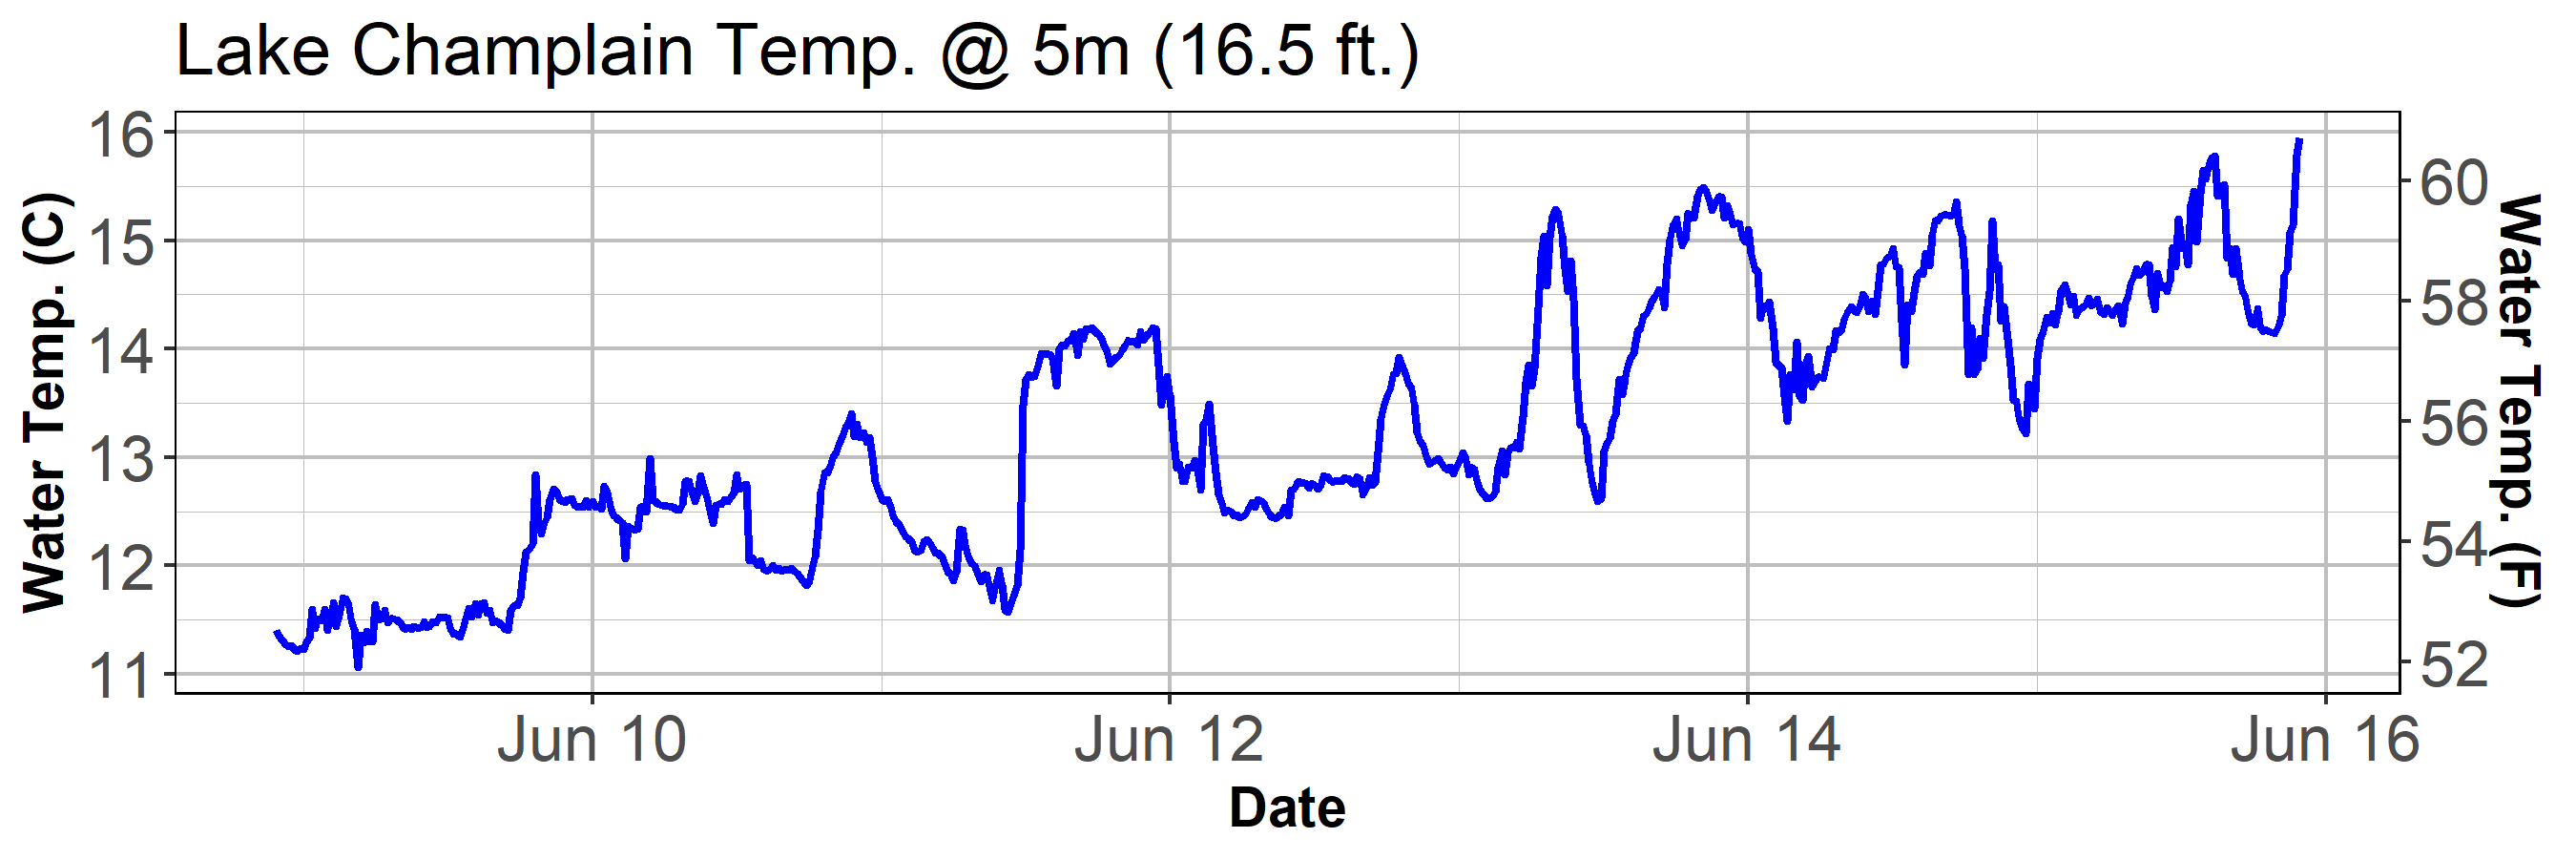 Lake Champlain Temp. @ 5m (16.5 ft.)
Water Temp. (C)
16
15
14
13
12
11
60
58
56
54
52
Water Temp. (F)
Jun 10 Jun 12 Jun 14 Jun 16
Date